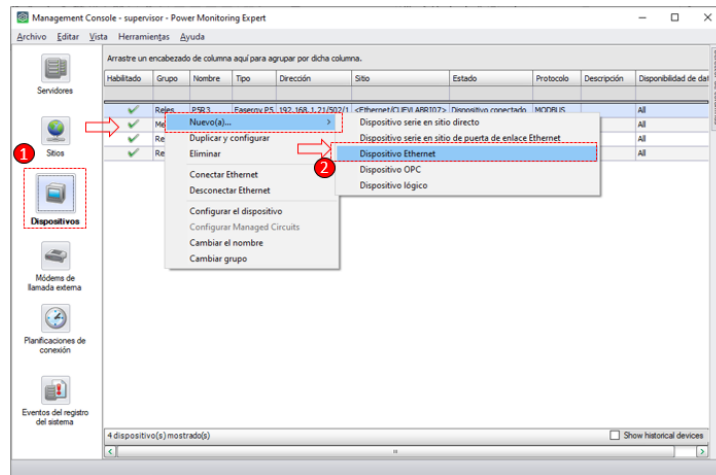 Management Console - supervisor - Power Monitoring Expert
Archivo Editar Vista Herramientas Ayuda
Arrastre un encabezado de columna aquí para agrupar por dicha columna.
Habilitado Grupo Nombre Tipo Dirección Sitio Estado Protocolo Descripción Disponibilidad de dat
Servidores
Reles P5R3 Easergy P5 192.168.1.21/502/1 Dispositivo conectado MODBUS All
Me All
Re All
Re All
Nuevo(a)...
Duplicar y configurar
Eliminar
Conectar Ethernet
Desconectar Ethernet
Configurar el dispositivo
Configurar Managed Circuits
Cambiar el nombre
Cambiar grupo
Dispositivo serie en sitio directo
Dispositivo serie en sitio de puerta de enlace Ethernet
Dispositivo Ethernet
Dispositivo OPC
Dispositivo lógico
1
2
Sitios
Dispositivos
Módems de
llamada externa
Planificaciones de
conexión
Eventos del registro
del sistema
4 dispositivo(s) mostrado(s)
Show historical devices